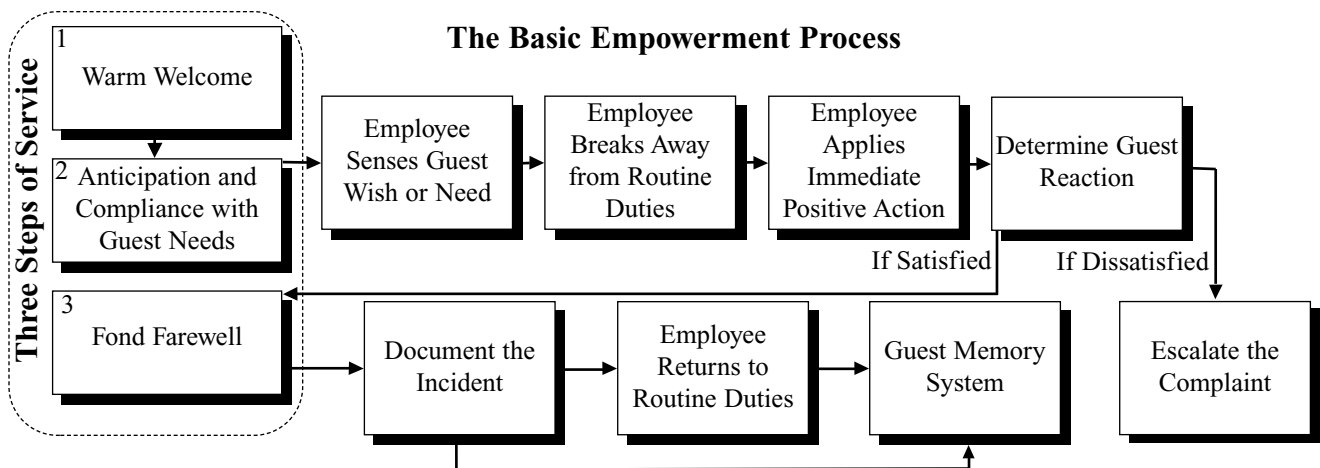 The Basic Empowerment Process
Three Steps of Service
1
Warm Welcome
2
Anticipation and
Compliance with
Guest Needs
Employee
Senses Guest
Wish or Need
Employee
Breaks Away
from Routine
Duties
Employee
Applies
Immediate
Positive Action
Determine Guest
Reaction
If Satisfied
If Dissatisfied
3
Fond Farewell
Document the
Incident
Employee
Returns to
Routine Duties
Guest Memory
System
Escalate the
Complaint